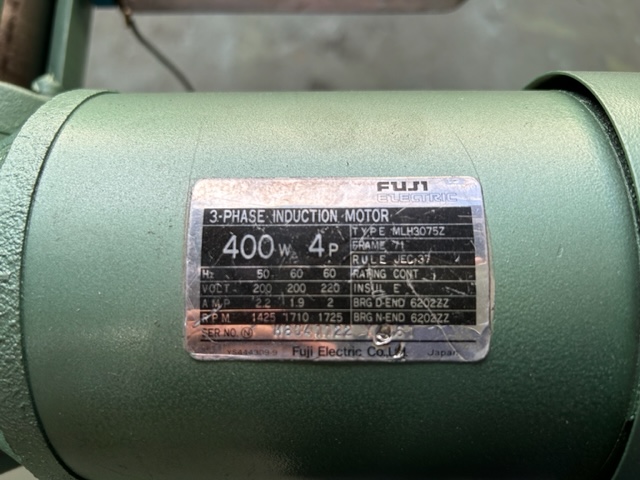 FUJI
ELECTRIC
3-PHASE INDUCTION MOTOR
400W 4P
TYPE MLH3075Z
FRAME 71
RULE JEC-37
Hz 50 60 60 RATING CONT
VOLT 200 200 220 INSUL E
AMP 2.2 1.9 2 BRG D-END 6202ZZ
RPM 1425 1710 1725 BRG N-END 6202ZZ
SER NO. N
Fuji Electric Co., Ltd. Japan